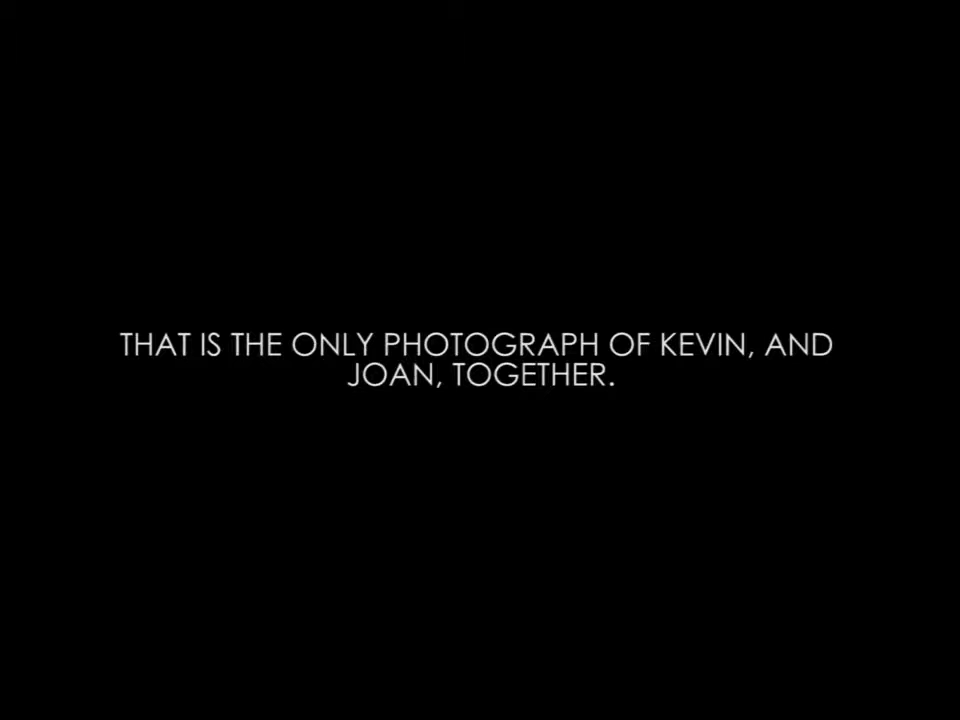 THAT IS THE ONLY PHOTOGRAPH OF KEVIN, AND
JOAN, TOGETHER.